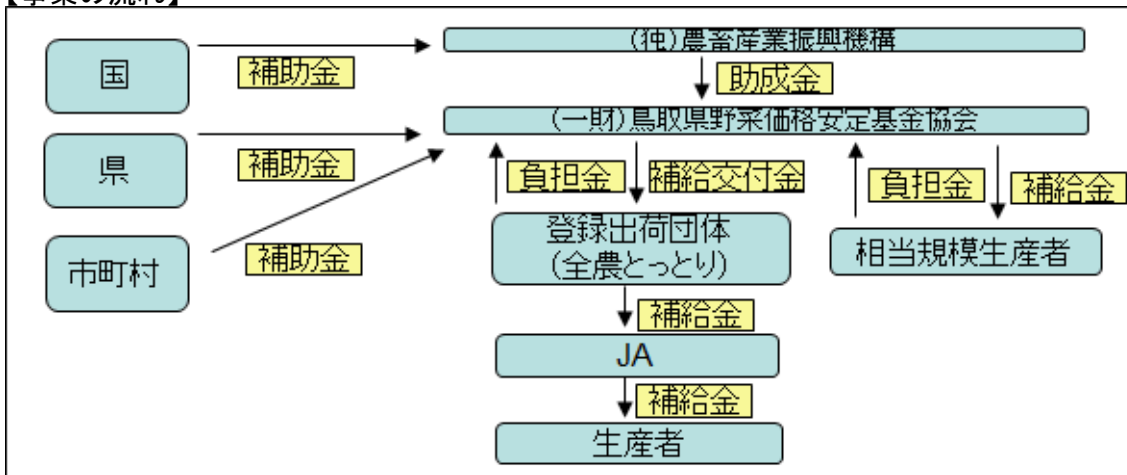 【事業の流れ】
国
補助金
(独)農畜産業振興機構
助成金
県
補助金
(一財)鳥取県野菜価格安定基金協会
市町村
補助金
負担金
補給交付金
負担金
補給金
登録出荷団体
(全農とっとり)
相当規模生産者
補給金
JA
補給金
生産者